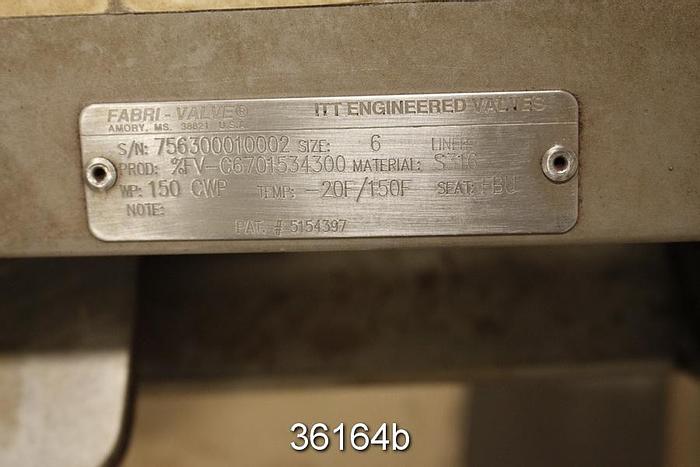 FABRI-VALVE® ITT ENGINEERED VALVES
AMORY, MS. 38821 U.S.A
S/N: 756300010002 SIZE: 6 LINER:
PROD: %FV-C6701534300 MATERIAL: S316
WP: 150 CWP TEMP: -20F/150F SEAT: FBU
NOTE:
PAT. # 5154397
36164b